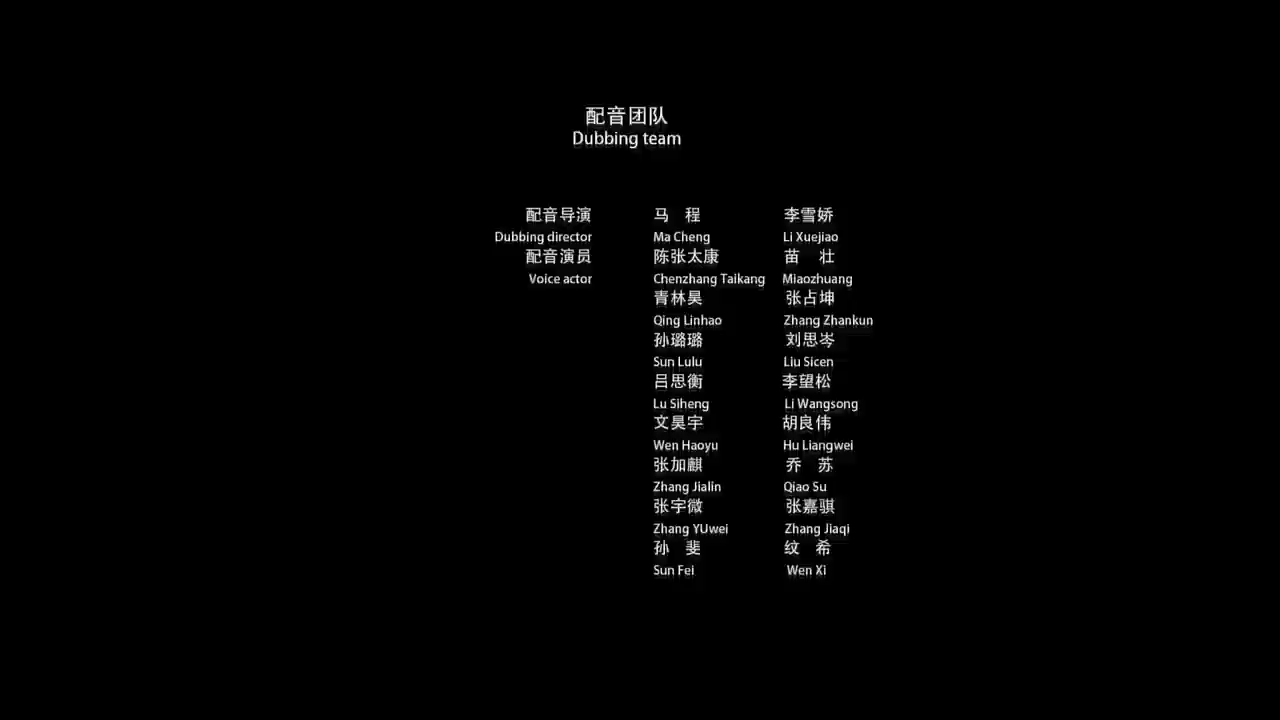 配音团队
Dubbing team
配音导演 马 程 李雪娇
Dubbing director Ma Cheng Li Xuejiao
配音演员 陈张太康 苗 壮
Voice actor Chenzhang Taikang Miaozhuang
青林昊 张占坤
Qing Linhao Zhang Zhankun
孙璐璐 刘思岑
Sun Lulu Liu Sicen
吕思衡 李望松
Lu Siheng Li Wangsong
文昊宇 胡良伟
Wen Haoyu Hu Liangwei
张加麒 乔 苏
Zhang Jialin Qiao Su
张宇微 张嘉骐
Zhang YUwei Zhang Jiaqi
孙 斐 纹 希
Sun Fei Wen Xi